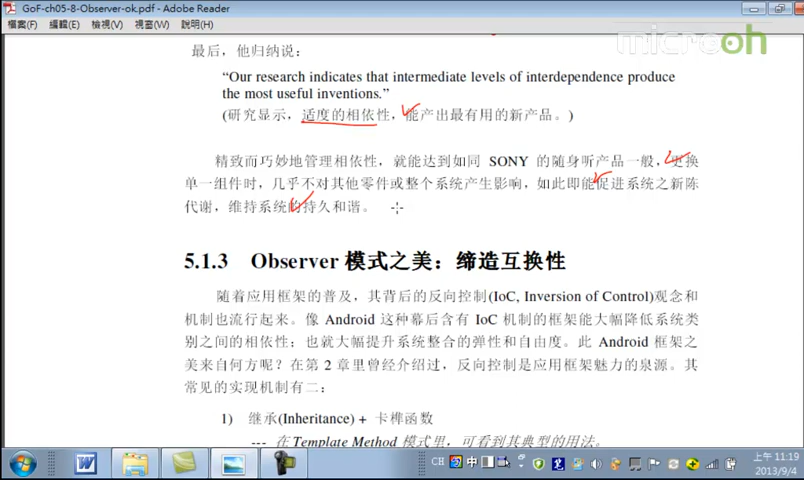 GoF-ch05-8-Observer-ok.pdf - Adobe Reader
檔案(F) 編輯(E) 檢視(V) 視窗(W) 說明(H)
microoh
最后，他归纳说：
“Our research indicates that intermediate levels of interdependence produce
the most useful inventions.”
(研究显示，适度的相依性，能产出最有用的新产品。)
精致而巧妙地管理相依性，就能达到如同 SONY 的随身听产品一般，更换
单一组件时，几乎不对其他零件或整个系统产生影响，如此即能促进系统之新陈
代谢，维持系统的持久和谐。
5.1.3 Observer 模式之美：缔造互换性
随着应用框架的普及，其背后的反向控制(IoC, Inversion of Control)观念和
机制也流行起来。像 Android 这种幕后含有 IoC 机制的框架能大幅降低系统类
别之间的相依性；也就大幅提升系统整合的弹性和自由度。此 Android 框架之
美来自何方呢？在第 2 章里曾经介绍过，反向控制是应用框架魅力的泉源。其
常见的实现机制有二：
1) 继承(Inheritance) + 卡榫函数
--- 在 Template Method 模式里，可看到其典型的用法。
CH 中
上午 11:19
2013/9/4